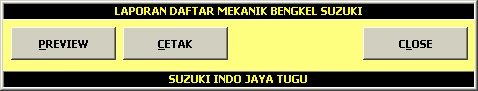 LAPORAN DAFTAR MEKANIK BENGKEL SUZUKI
PREVIEW CETAK CLOSE
SUZUKI INDO JAYA TUGU